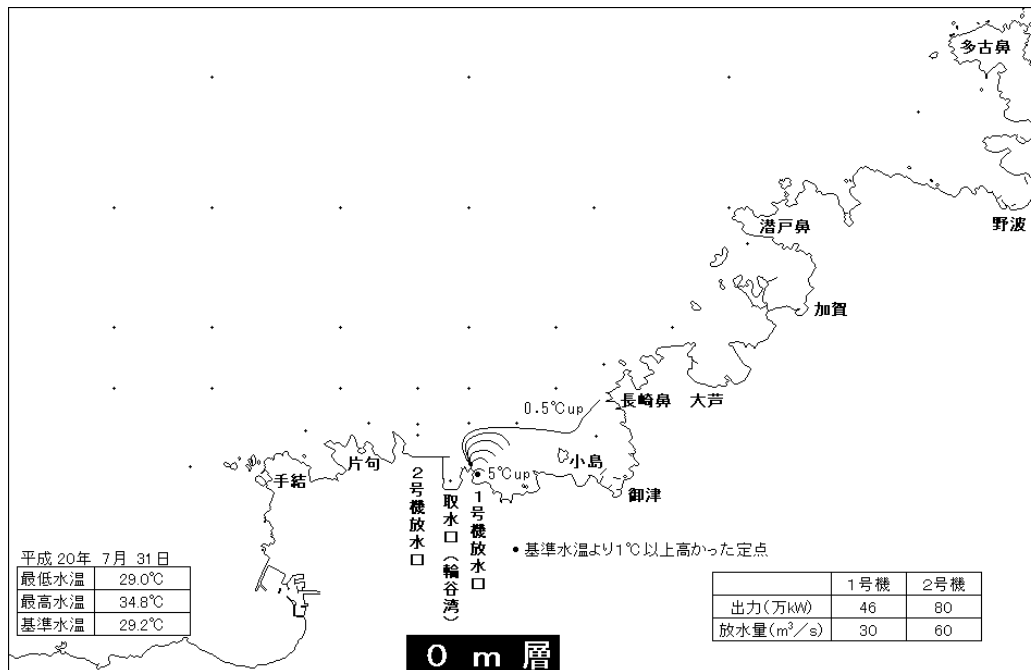 多古鼻
潜戸鼻
野波
加賀
長崎鼻 大芦
0.5℃up
小島
5℃up
御津
手結
片句
2号機放水口
取水口(輪谷湾)
1号機放水口
• 基準水温より1℃以上高かった定点
平成 20年 7月 31日
最低水温 29.0℃
最高水温 34.8℃
基準水温 29.2℃
1号機 2号機
出力(万kW) 46 80
放水量(m³/s) 30 60
0 m 層